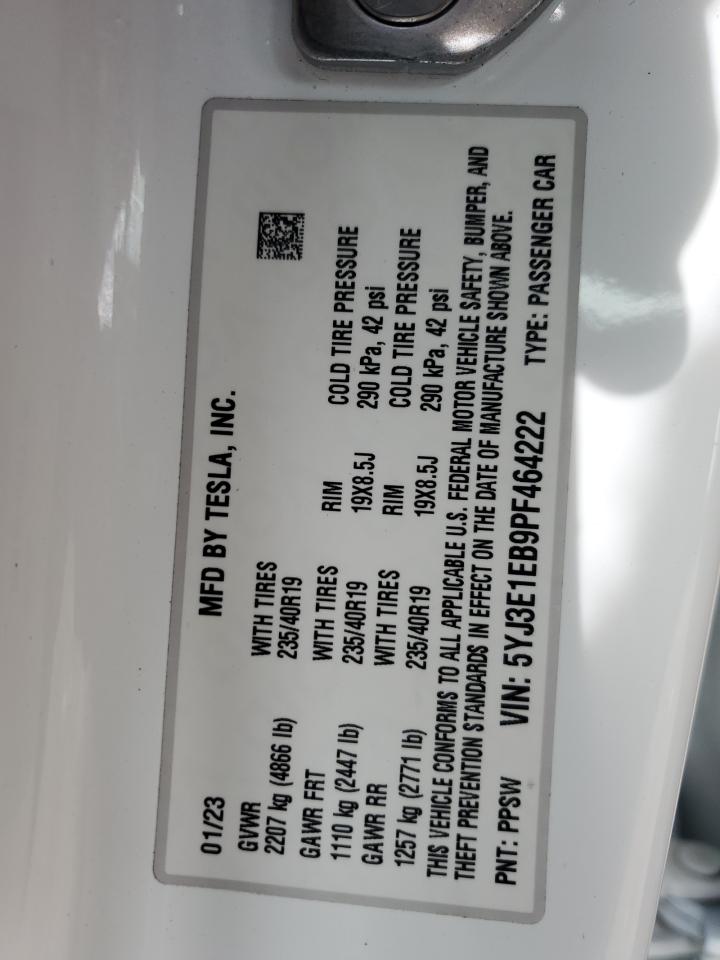 01/23 MFD BY TESLA, INC.
GVWR WITH TIRES
2207 kg (4866 lb) 235/40R19
GAWR FRT WITH TIRES RIM COLD TIRE PRESSURE
1110 kg (2447 lb) 235/40R19 19X8.5J 290 kPa, 42 psi
GAWR RR WITH TIRES RIM COLD TIRE PRESSURE
1257 kg (2771 lb) 235/40R19 19X8.5J 290 kPa, 42 psi
THIS VEHICLE CONFORMS TO ALL APPLICABLE U.S. FEDERAL MOTOR VEHICLE SAFETY, BUMPER, AND
THEFT PREVENTION STANDARDS IN EFFECT ON THE DATE OF MANUFACTURE SHOWN ABOVE.
PNT: PPSW VIN: 5YJ3E1EB9PF464222 TYPE: PASSENGER CAR